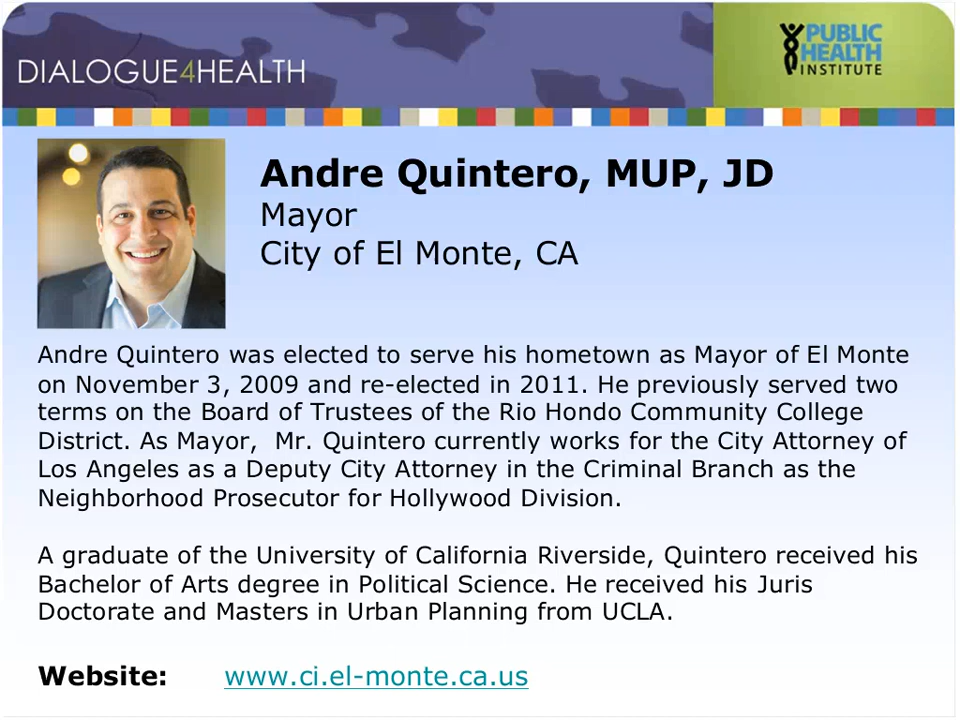 DIALOGUE4HEALTH
PUBLIC
HEALTH
INSTITUTE
Andre Quintero, MUP, JD
Mayor
City of El Monte, CA
Andre Quintero was elected to serve his hometown as Mayor of El Monte
on November 3, 2009 and re-elected in 2011. He previously served two
terms on the Board of Trustees of the Rio Hondo Community College
District. As Mayor,  Mr. Quintero currently works for the City Attorney of
Los Angeles as a Deputy City Attorney in the Criminal Branch as the
Neighborhood Prosecutor for Hollywood Division.
A graduate of the University of California Riverside, Quintero received his
Bachelor of Arts degree in Political Science. He received his Juris
Doctorate and Masters in Urban Planning from UCLA.
Website: www.ci.el-monte.ca.us